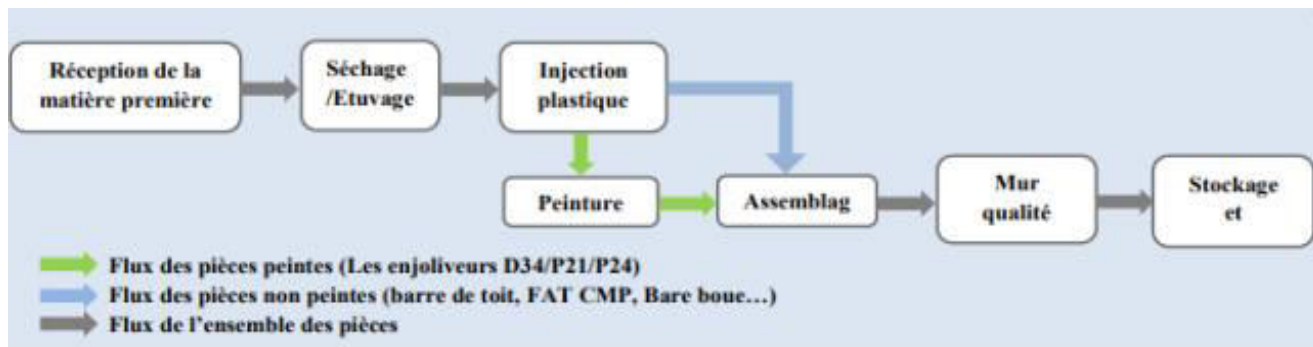 Réception de la
matière première
Séchage
/Etuvage
Injection
plastique
Peinture
Assemblag
Mur
qualité
Stockage
et
Flux des pièces peintes (Les enjoliveurs D34/P21/P24)
Flux des pièces non peintes (barre de toit, FAT CMP, Bare boue…)
Flux de l'ensemble des pièces